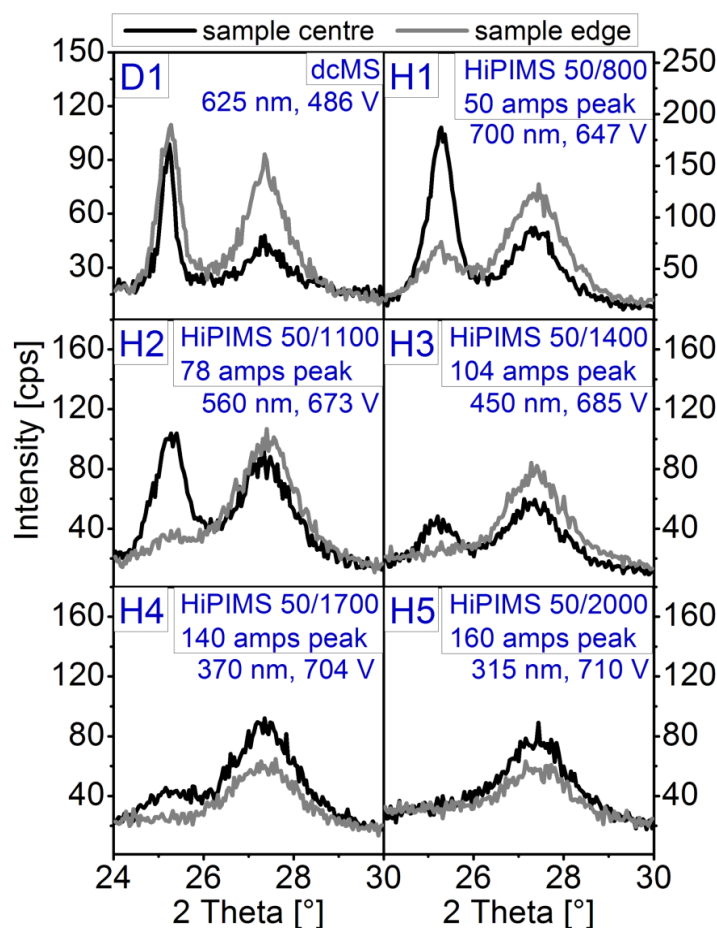 sample centre sample edge
D1 dcMS
625 nm, 486 V
H1 HiPIMS 50/800
50 amps peak
700 nm, 647 V
150
120
90
60
30
250
200
150
100
50
H2 HiPIMS 50/1100
78 amps peak
560 nm, 673 V
H3 HiPIMS 50/1400
104 amps peak
450 nm, 685 V
160
120
80
40
160
120
80
40
H4 HiPIMS 50/1700
140 amps peak
370 nm, 704 V
H5 HiPIMS 50/2000
160 amps peak
315 nm, 710 V
160
120
80
40
160
120
80
40
Intensity [cps]
24 26 28 30 26 28 30
2 Theta [°] 2 Theta [°]